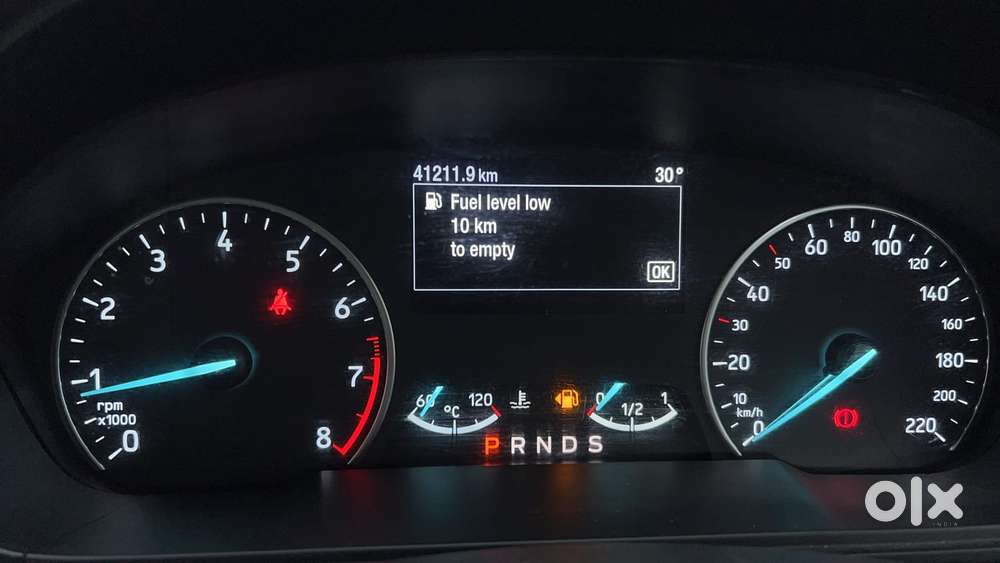 41211.9 km 30°
Fuel level low
10 km
to empty
OK
0 1 2 3 4 5 6 7 8
rpm
x1000
60 °C 120
0 1/2 1
P R N D S
0 10 20 30 40 50 60 80 100 120 140 160 180 200 220
km/h
olx
INDIA